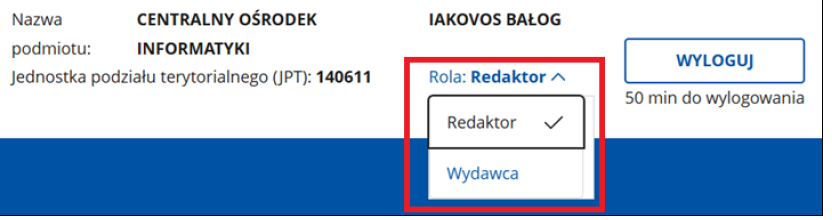 Nazwa CENTRALNY OŚRODEK
podmiotu: INFORMATYKI
Jednostka podziału terytorialnego (JPT): 140611
IAKOVOS BAŁOG
Rola: Redaktor
Redaktor
Wydawca
WYLOGUJ
50 min do wylogowania